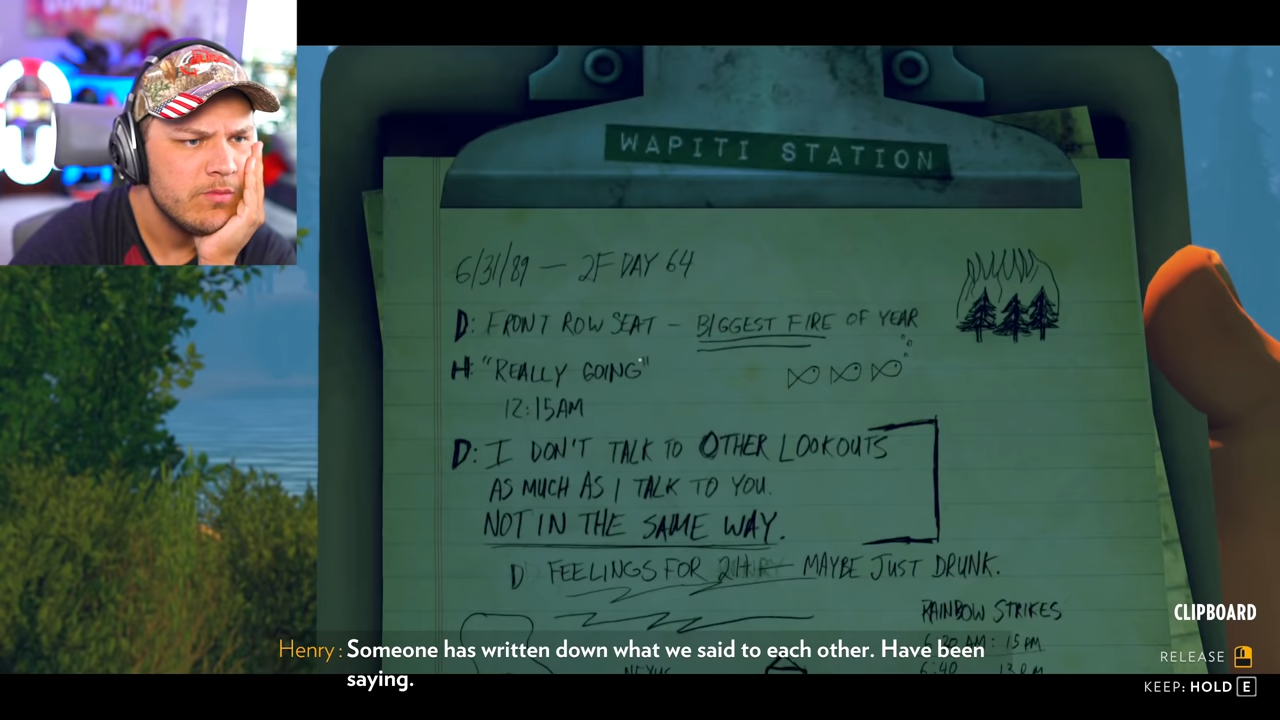 WAPITI STATION
6/31/89 — 2F DAY 64
D: FRONT ROW SEAT – BIGGEST FIRE OF YEAR
H: "REALLY GOING"
12:15AM
D: I DON'T TALK TO OTHER LOOKOUTS
AS MUCH AS I TALK TO YOU.
NOT IN THE SAME WAY.
D FEELINGS FOR MAYBE JUST DRUNK.
RAINBOW STRIKES
6:40
NEXUS
Henry: Someone has written down what we said to each other. Have been
saying.
CLIPBOARD
RELEASE
KEEP: HOLD E